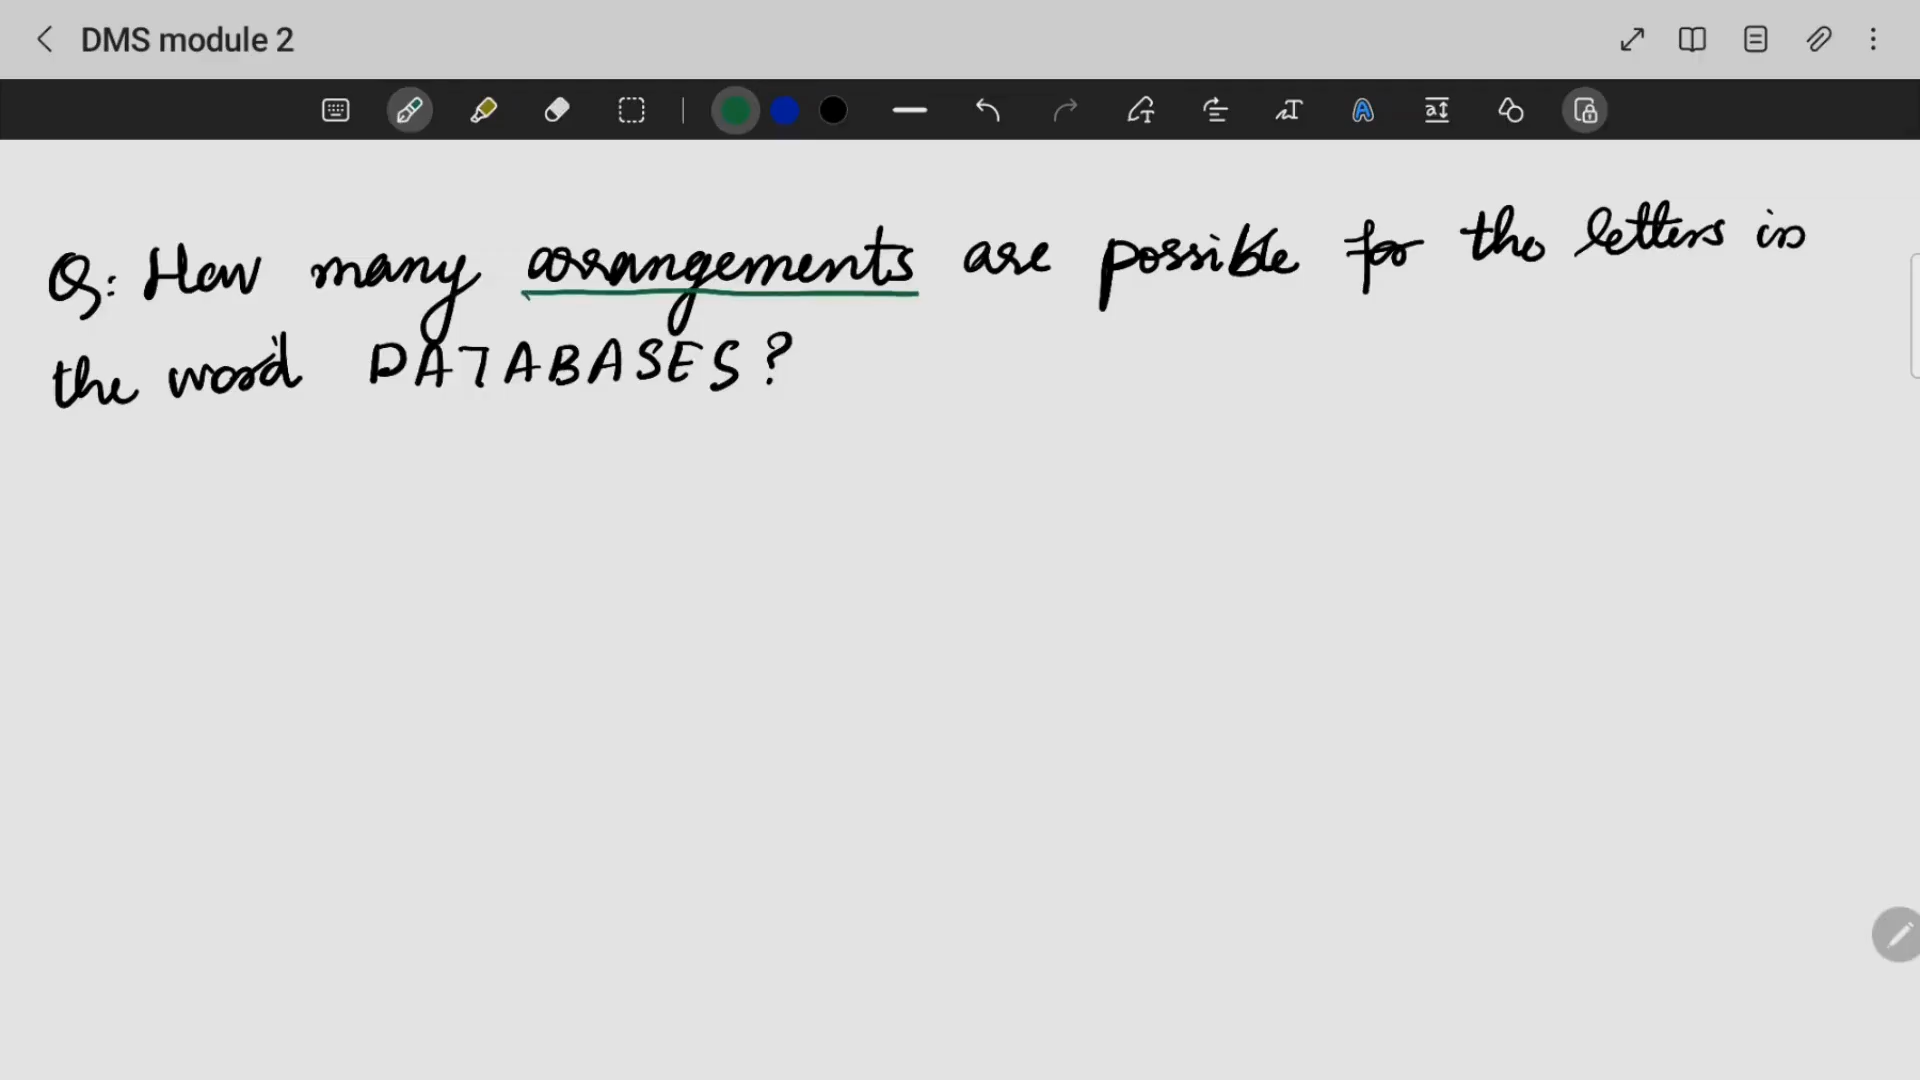 DMS module 2
Q: How many arrangements are possible for the letters in
the word DATABASES?